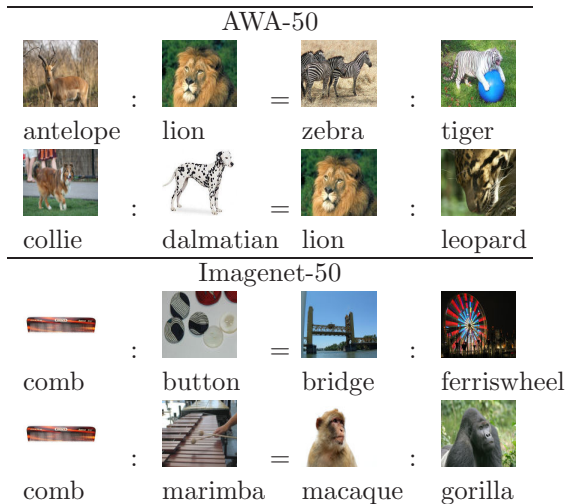 AWA-50
: = :
antelope lion zebra tiger
: = :
collie dalmatian lion leopard
Imagenet-50
: = :
comb button bridge ferriswheel
: = :
comb marimba macaque gorilla